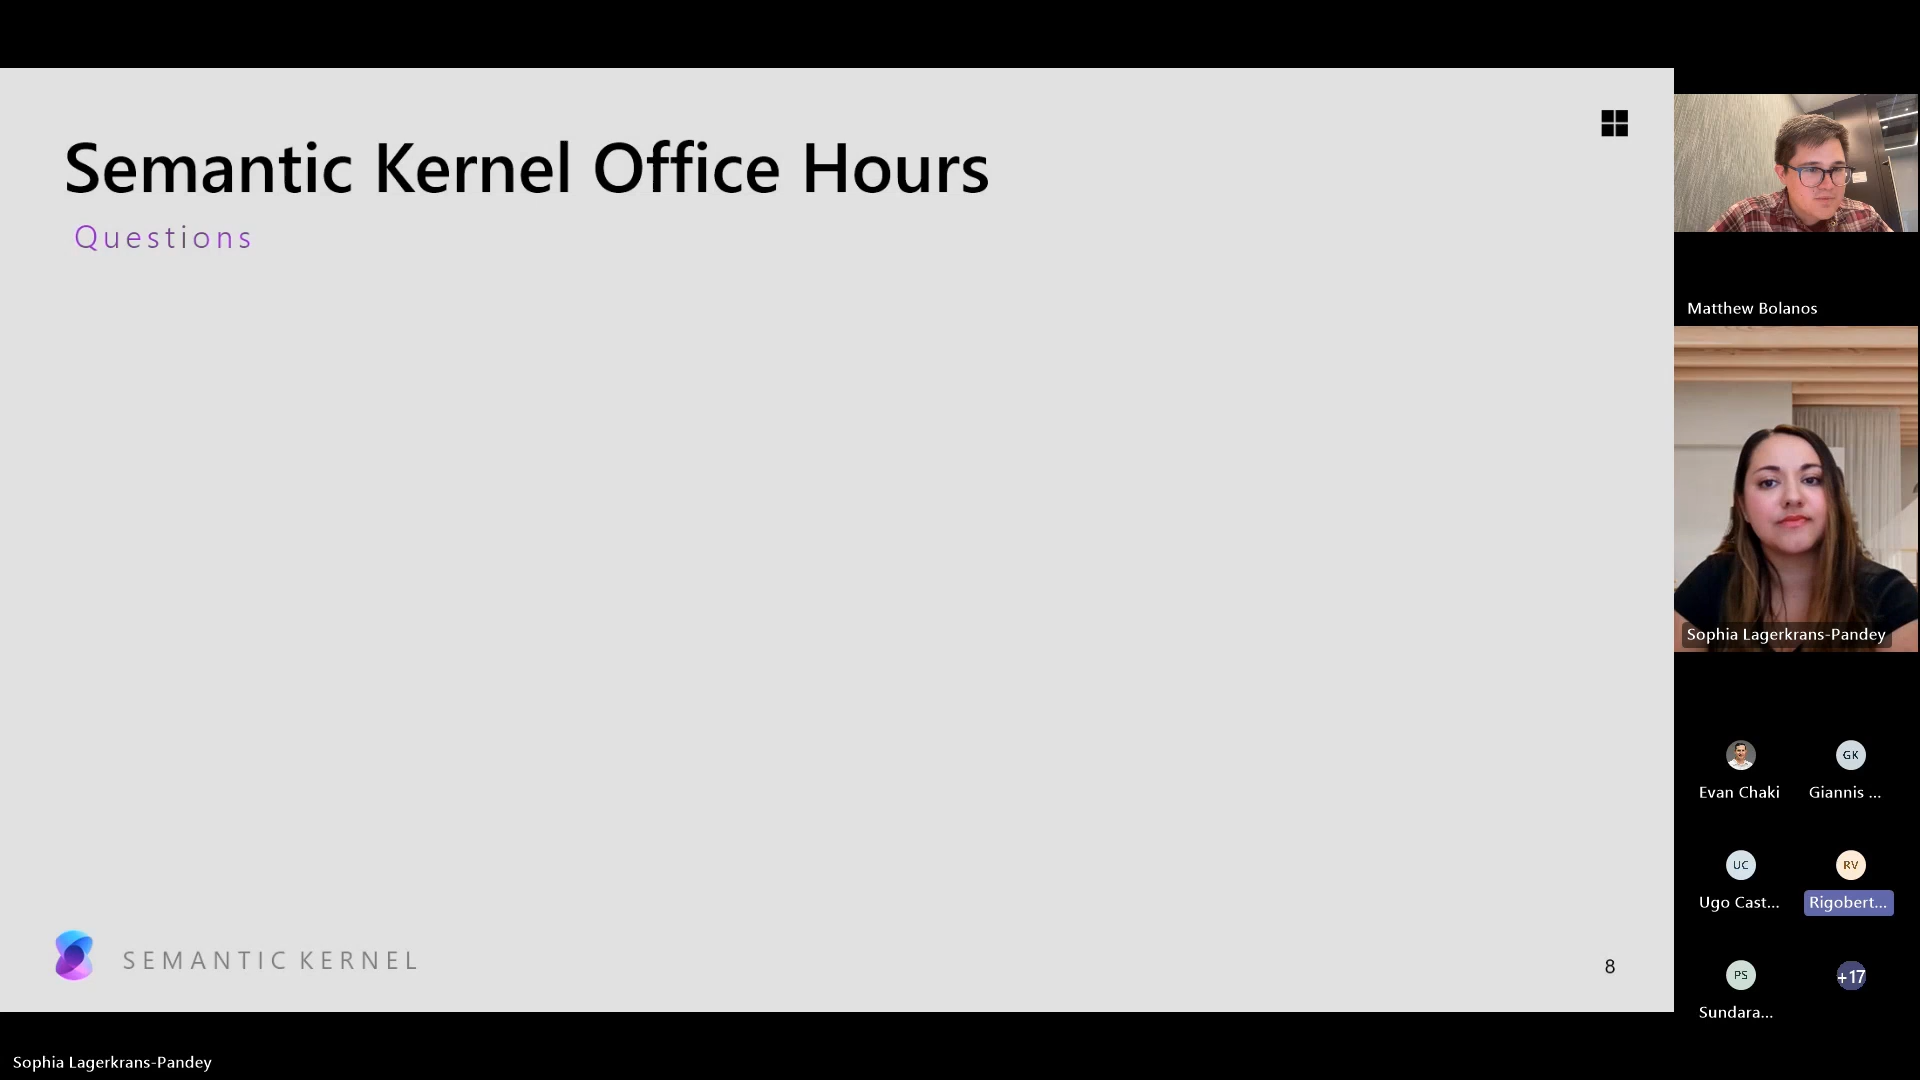 Semantic Kernel Office Hours
Questions
SEMANTIC KERNEL
8
Matthew Bolanos
Sophia Lagerkrans-Pandey
Evan Chaki
GK
Giannis ...
UC
Ugo Cast...
RV
Rigobert...
PS
Sundara...
+17
Sophia Lagerkrans-Pandey